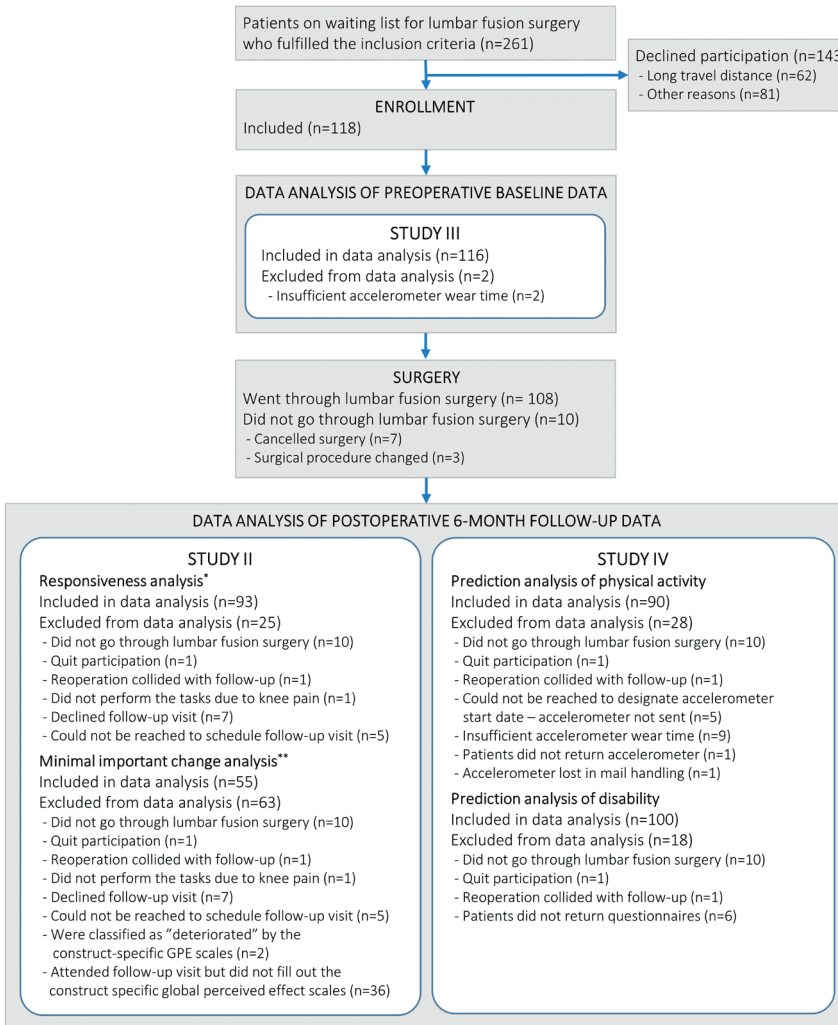 Patients on waiting list for lumbar fusion surgery
who fulfilled the inclusion criteria (n=261)
Declined participation (n=143
- Long travel distance (n=62)
- Other reasons (n=81)
ENROLLMENT
Included (n=118)
DATA ANALYSIS OF PREOPERATIVE BASELINE DATA
STUDY III
Included in data analysis (n=116)
Excluded from data analysis (n=2)
- Insufficient accelerometer wear time (n=2)
SURGERY
Went through lumbar fusion surgery (n= 108)
Did not go through lumbar fusion surgery (n=10)
- Cancelled surgery (n=7)
- Surgical procedure changed (n=3)
DATA ANALYSIS OF POSTOPERATIVE 6-MONTH FOLLOW-UP DATA
STUDY II
Responsiveness analysis*
Included in data analysis (n=93)
Excluded from data analysis (n=25)
- Did not go through lumbar fusion surgery (n=10)
- Quit participation (n=1)
- Reoperation collided with follow-up (n=1)
- Did not perform the tasks due to knee pain (n=1)
- Declined follow-up visit (n=7)
- Could not be reached to schedule follow-up visit (n=5)
Minimal important change analysis**
Included in data analysis (n=55)
Excluded from data analysis (n=63)
- Did not go through lumbar fusion surgery (n=10)
- Quit participation (n=1)
- Reoperation collided with follow-up (n=1)
- Did not perform the tasks due to knee pain (n=1)
- Declined follow-up visit (n=7)
- Could not be reached to schedule follow-up visit (n=5)
- Were classified as ”deteriorated” by the
construct-specific GPE scales (n=2)
- Attended follow-up visit but did not fill out the
construct specific global perceived effect scales (n=36)
STUDY IV
Prediction analysis of physical activity
Included in data analysis (n=90)
Excluded from data analysis (n=28)
- Did not go through lumbar fusion surgery (n=10)
- Quit participation (n=1)
- Reoperation collided with follow-up (n=1)
- Could not be reached to designate accelerometer
start date – accelerometer not sent (n=5)
- Insufficient accelerometer wear time (n=9)
- Patients did not return accelerometer (n=1)
- Accelerometer lost in mail handling (n=1)
Prediction analysis of disability
Included in data analysis (n=100)
Excluded from data analysis (n=18)
- Did not go through lumbar fusion surgery (n=10)
- Quit participation (n=1)
- Reoperation collided with follow-up (n=1)
- Patients did not return questionnaires (n=6)